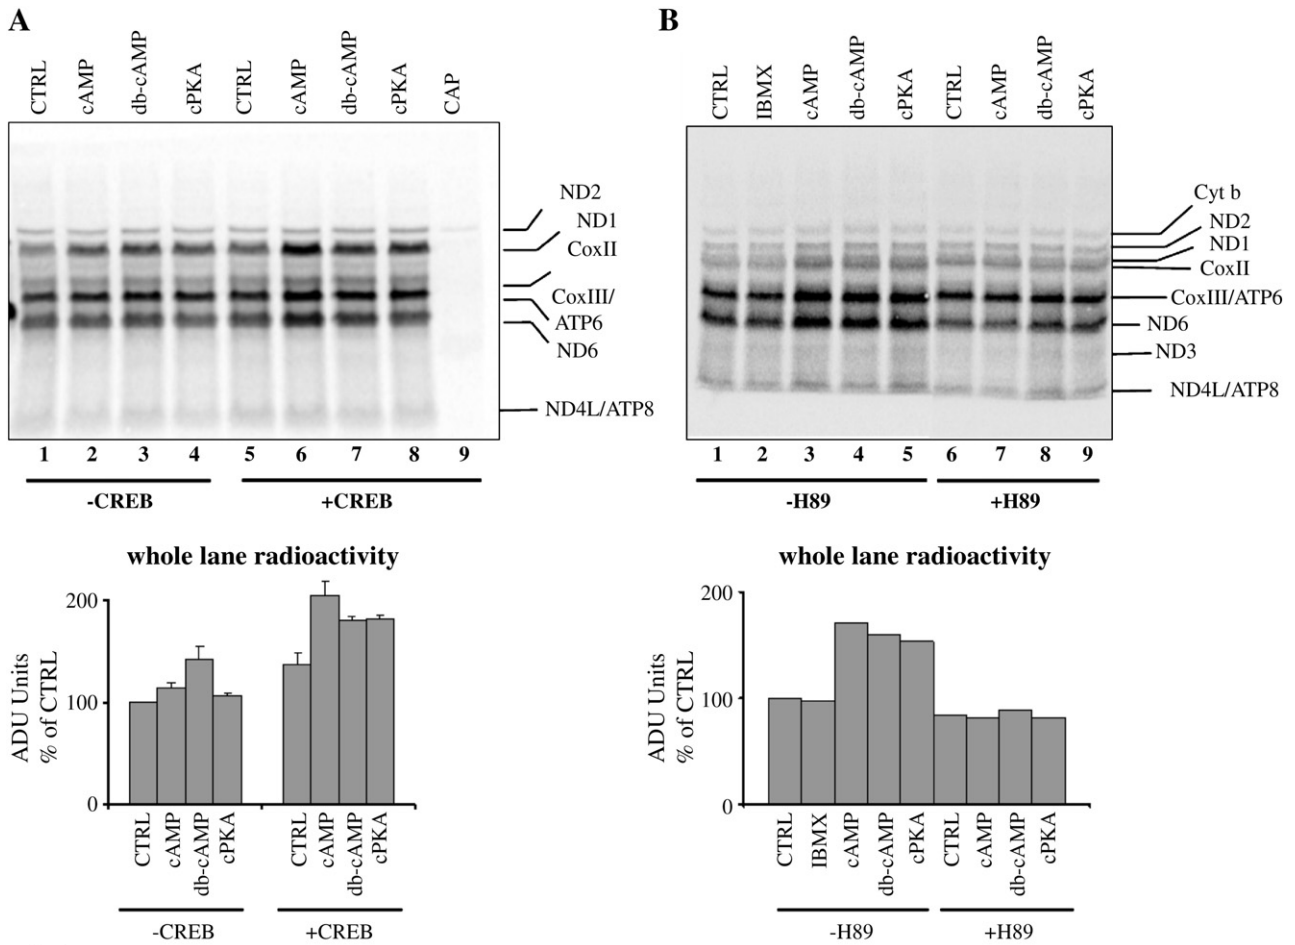 A
CTRL
cAMP
db-cAMP
cPKA
CTRL
cAMP
db-cAMP
cPKA
CAP
ND2
ND1
CoxII
CoxIII/
ATP6
ND6
ND4L/ATP8
1 2 3 4 5 6 7 8 9
-CREB +CREB
whole lane radioactivity
ADU Units
% of CTRL
200
100
0
CTRL
cAMP
db-cAMP
cPKA
CTRL
cAMP
db-cAMP
cPKA
-CREB +CREB
B
CTRL
IBMX
cAMP
db-cAMP
cPKA
CTRL
cAMP
db-cAMP
cPKA
Cyt b
ND2
ND1
CoxII
CoxIII/ATP6
ND6
ND3
ND4L/ATP8
1 2 3 4 5 6 7 8 9
-H89 +H89
whole lane radioactivity
ADU Units
% of CTRL
200
100
0
CTRL
IBMX
cAMP
db-cAMP
cPKA
CTRL
cAMP
db-cAMP
cPKA
-H89 +H89